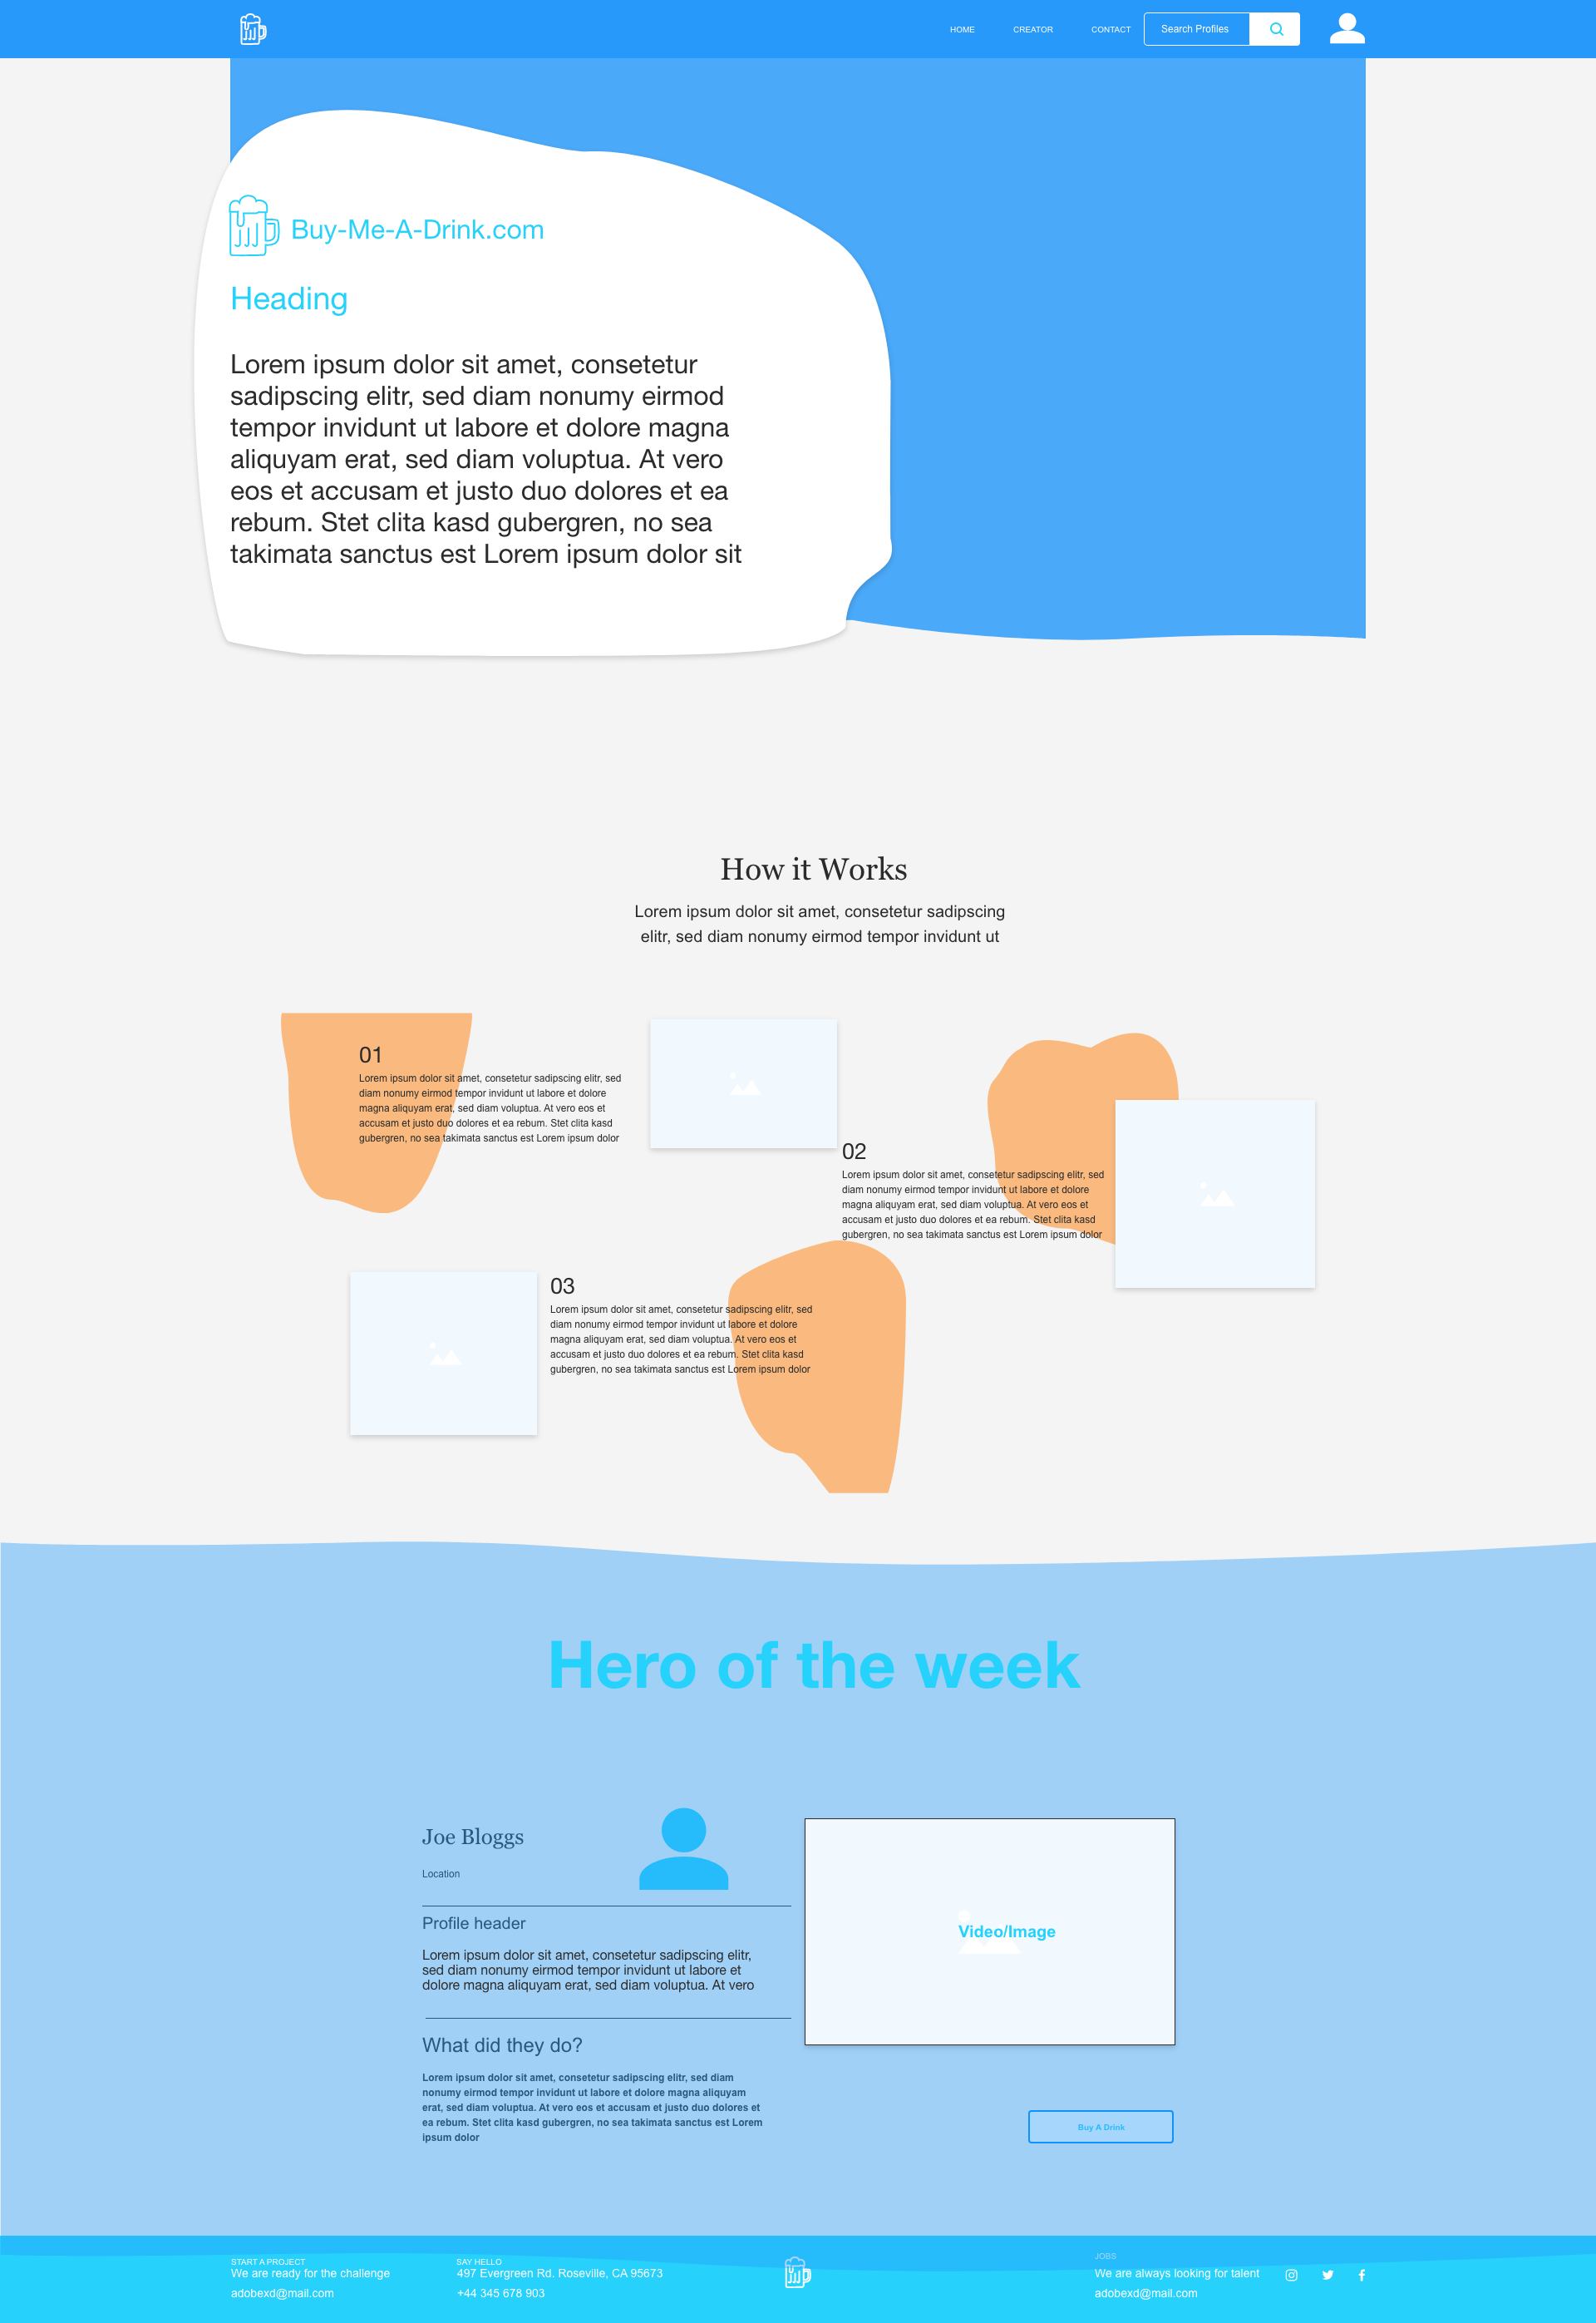 HOME
CREATOR
CONTACT
Search Profiles
Buy-Me-A-Drink.com
Heading
Lorem ipsum dolor sit amet, consetetur
sadipscing elitr, sed diam nonumy eirmod
tempor invidunt ut labore et dolore magna
aliquyam erat, sed diam voluptua. At vero
eos et accusam et justo duo dolores et ea
rebum. Stet clita kasd gubergren, no sea
takimata sanctus est Lorem ipsum dolor sit
How it Works
Lorem ipsum dolor sit amet, consetetur sadipscing
elitr, sed diam nonumy eirmod tempor invidunt ut
01
Lorem ipsum dolor sit amet, consetetur sadipscing elitr, sed
diam nonumy eirmod tempor invidunt ut labore et dolore
magna aliquyam erat, sed diam voluptua. At vero eos et
accusam et justo duo dolores et ea rebum. Stet clita kasd
gubergren, no sea takimata sanctus est Lorem ipsum dolor
02
Lorem ipsum dolor sit amet, consetetur sadipscing elitr, sed
diam nonumy eirmod tempor invidunt ut labore et dolore
magna aliquyam erat, sed diam voluptua. At vero eos et
accusam et justo duo dolores et ea rebum. Stet clita kasd
gubergren, no sea takimata sanctus est Lorem ipsum dolor
03
Lorem ipsum dolor sit amet, consetetur sadipscing elitr, sed
diam nonumy eirmod tempor invidunt ut labore et dolore
magna aliquyam erat, sed diam voluptua. At vero eos et
accusam et justo duo dolores et ea rebum. Stet clita kasd
gubergren, no sea takimata sanctus est Lorem ipsum dolor
Hero of the week
Joe Bloggs
Location
Profile header
Lorem ipsum dolor sit amet, consetetur sadipscing elitr,
sed diam nonumy eirmod tempor invidunt ut labore et
dolore magna aliquyam erat, sed diam voluptua. At vero
What did they do?
Lorem ipsum dolor sit amet, consetetur sadipscing elitr, sed diam
nonumy eirmod tempor invidunt ut labore et dolore magna aliquyam
erat, sed diam voluptua. At vero eos et accusam et justo duo dolores et
ea rebum. Stet clita kasd gubergren, no sea takimata sanctus est Lorem
ipsum dolor
Video/Image
Buy A Drink
START A PROJECT
We are ready for the challenge
adobexd@mail.com
SAY HELLO
497 Evergreen Rd. Roseville, CA 95673
+44 345 678 903
JOBS
We are always looking for talent
adobexd@mail.com